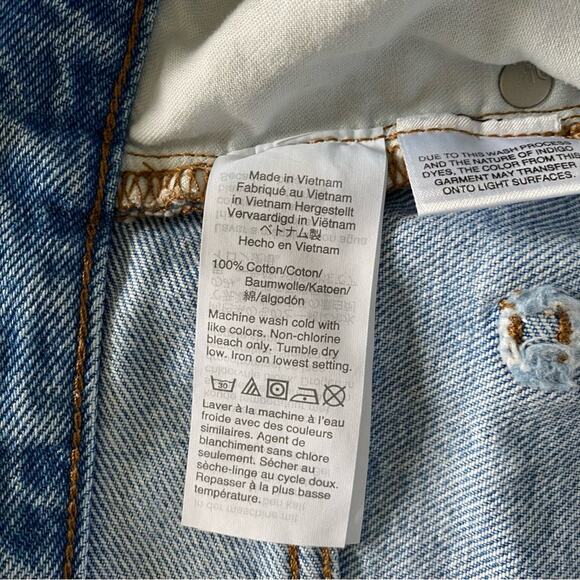 Made in Vietnam
Fabriqué au Vietnam
in Vietnam Hergestellt
Vervaardigd in Viëtnam
ベトナム製
Hecho en Vietnam
100% Cotton/Coton/
Baumwolle/Katoen/
綿/algodón
Machine wash cold with
like colors. Non-chlorine
bleach only. Tumble dry
low. Iron on lowest setting.
30
Laver à la machine à l'eau
froide avec des couleurs
similaires. Agent de
blanchiment sans chlore
seulement. Sécher au
sèche-linge au cycle doux.
Repasser à la plus basse
température.
DUE TO THIS WASH PROCESS
AND THE NATURE OF INDIGO
DYES, THE COLOR FROM THIS
GARMENT MAY TRANSFER
ONTO LIGHT SURFACES.